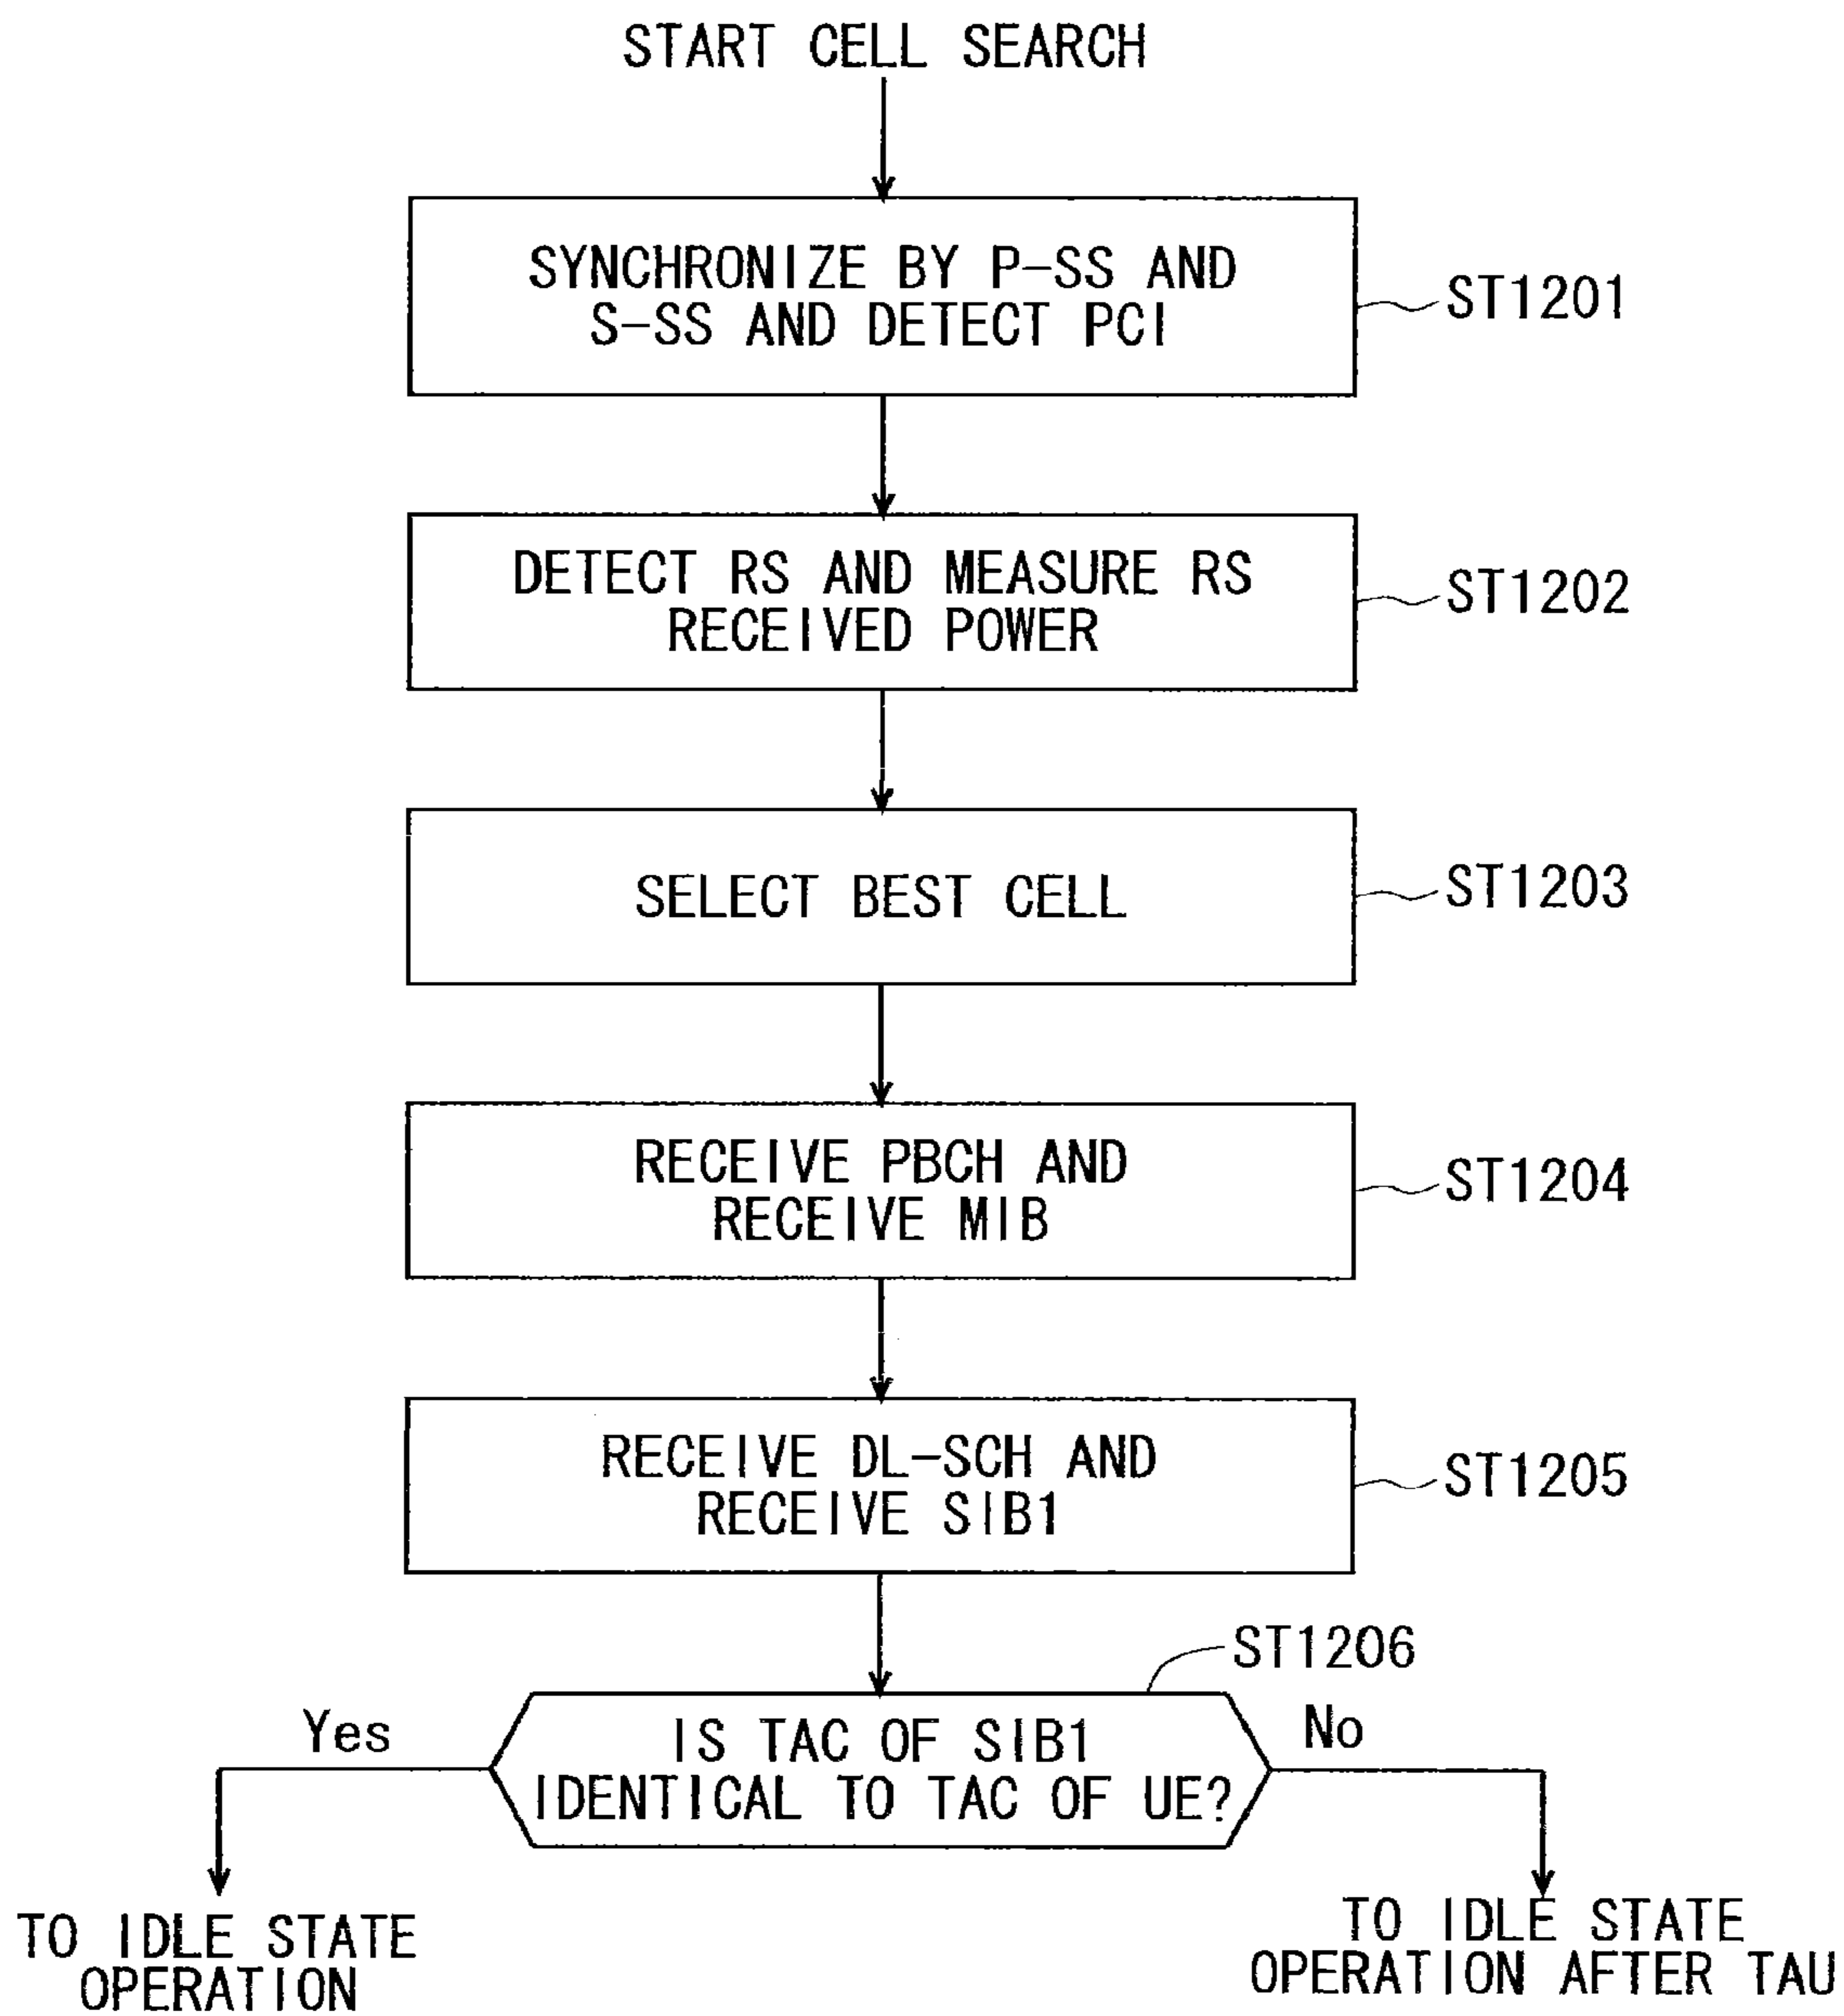 START CELL SEARCH
SYNCHRONIZE BY P-SS AND
S-SS AND DETECT PCI
ST1201
DETECT RS AND MEASURE RS
RECEIVED POWER
ST1202
SELECT BEST CELL
ST1203
RECEIVE PBCH AND
RECEIVE MIB
ST1204
RECEIVE DL-SCH AND
RECEIVE SIB1
ST1205
ST1206
Yes
IS TAC OF SIB1
IDENTICAL TO TAC OF UE?
No
TO IDLE STATE
OPERATION
TO IDLE STATE
OPERATION AFTER TAU